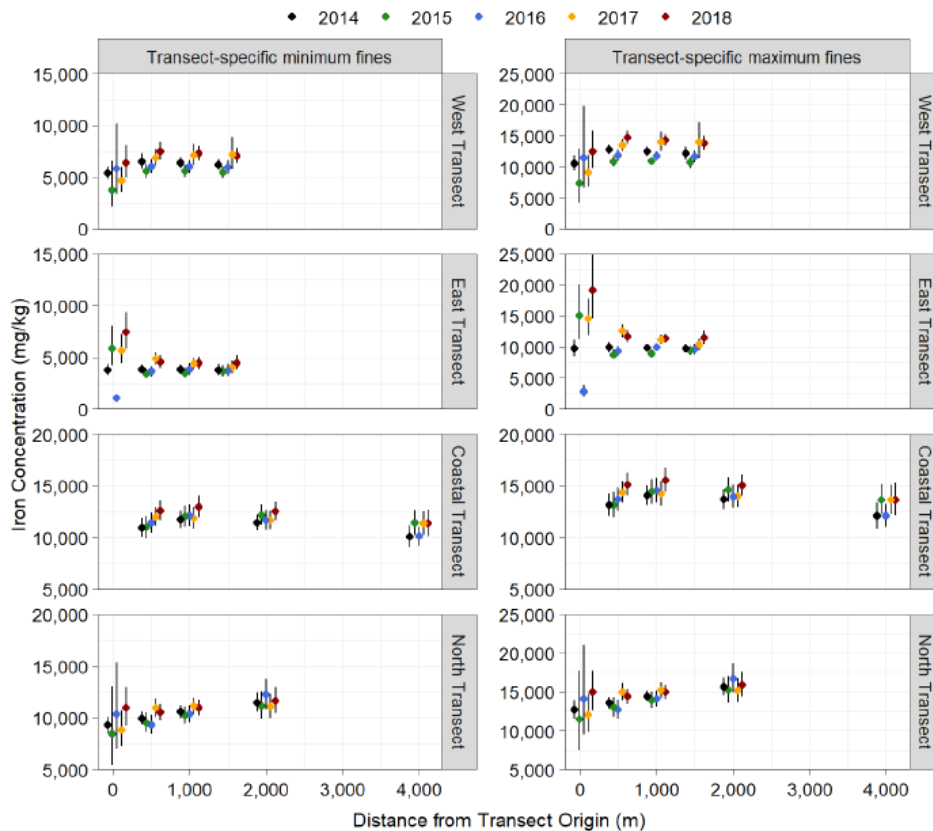 2014 2015 2016 2017 2018
Transect-specific minimum fines
Transect-specific maximum fines
Iron Concentration (mg/kg)
15,000
10,000
5,000
0
25,000
20,000
15,000
10,000
5,000
0
West Transect
West Transect
15,000
10,000
5,000
0
25,000
20,000
15,000
10,000
5,000
0
East Transect
East Transect
20,000
15,000
10,000
5,000
20,000
15,000
10,000
5,000
Coastal Transect
Coastal Transect
20,000
15,000
10,000
5,000
25,000
20,000
15,000
10,000
5,000
North Transect
North Transect
0 1,000 2,000 3,000 4,000
0 1,000 2,000 3,000 4,000
Distance from Transect Origin (m)